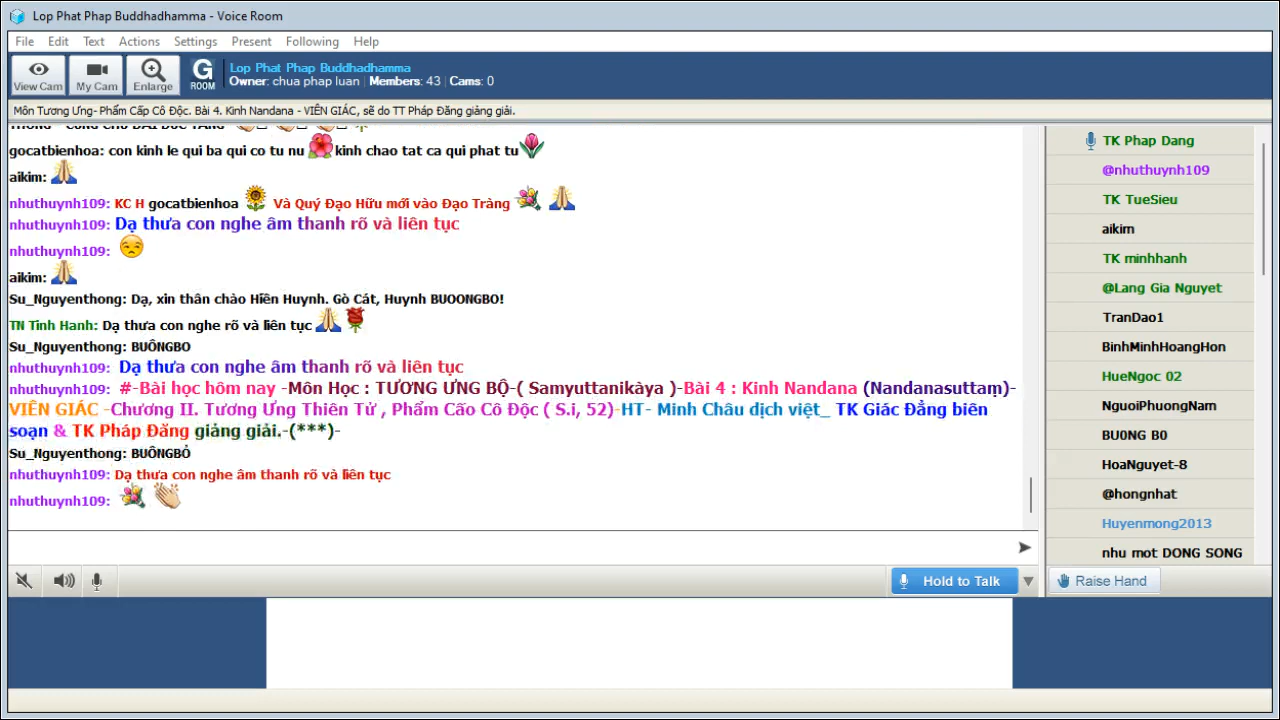 Lop Phat Phap Buddhadhamma - Voice Room
File Edit Text Actions Settings Present Following Help
View Cam My Cam Enlarge G ROOM
Lop Phat Phap Buddhadhamma
Owner: chua phap luan Members: 43 Cams: 0
Môn Tương Ưng- Phẩm Cấp Cô Độc. Bài 4. Kinh Nandana - VIÊN GIÁC, sẽ do TT Pháp Đăng giảng giải.
gocatbienhoa: con kinh le qui ba qui co tu nu kinh chao tat ca qui phat tu
aikim:
nhuthuynh109: KC H gocatbienhoa Và Quý Đạo Hữu mới vào Đạo Tràng
nhuthuynh109: Dạ thưa con nghe âm thanh rõ và liên tục
nhuthuynh109:
aikim:
Su_Nguyenthong: Dạ, xin thân chào Hiền Huynh. Gò Cát, Huynh BUOONGBO!
TN Tinh Hanh: Dạ thưa con nghe rõ và liên tục
Su_Nguyenthong: BUÔNGBO
nhuthuynh109: Dạ thưa con nghe âm thanh rõ và liên tục
nhuthuynh109: #-Bài học hôm nay -Môn Học : TƯƠNG ƯNG BỘ-( Samyuttanikàya )-Bài 4 : Kinh Nandana (Nandanasuttaṃ)-
VIÊN GIÁC -Chương II. Tương Ưng Thiên Tử , Phẩm Cấo Cô Độc ( S.i, 52)-HT- Minh Châu dịch việt_ TK Giác Đẳng biên
soạn & TK Pháp Đăng giảng giải.-(***)-
Su_Nguyenthong: BUÔNGBỎ
nhuthuynh109: Dạ thưa con nghe âm thanh rõ và liên tục
nhuthuynh109:
Hold to Talk
TK Phap Dang
@nhuthuynh109
TK TueSieu
aikim
TK minhhanh
@Lang Gia Nguyet
TranDao1
BinhMinhHoangHon
HueNgoc 02
NguoiPhuongNam
BU0NG B0
HoaNguyet-8
@hongnhat
Huyenmong2013
nhu mot DONG SONG
Raise Hand